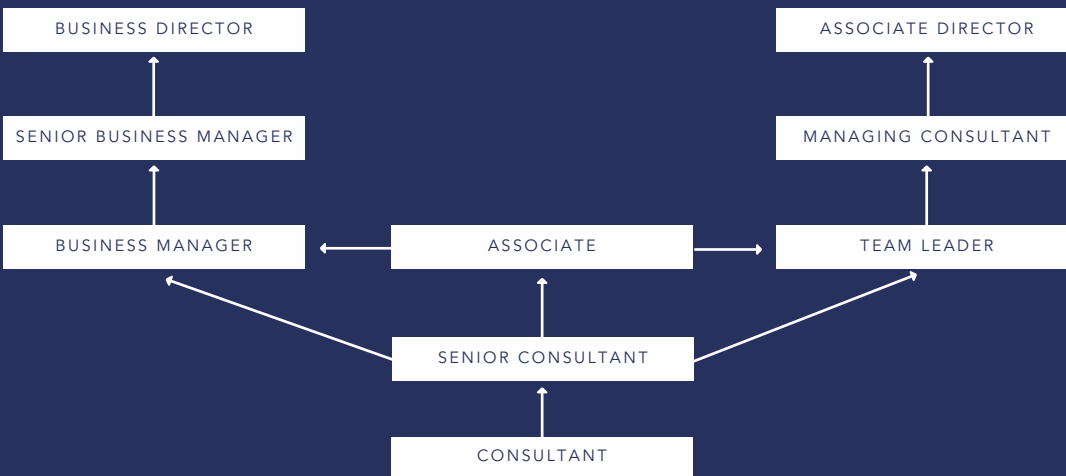 BUSINESS DIRECTOR
ASSOCIATE DIRECTOR
SENIOR BUSINESS MANAGER
MANAGING CONSULTANT
BUSINESS MANAGER
ASSOCIATE
TEAM LEADER
SENIOR CONSULTANT
CONSULTANT